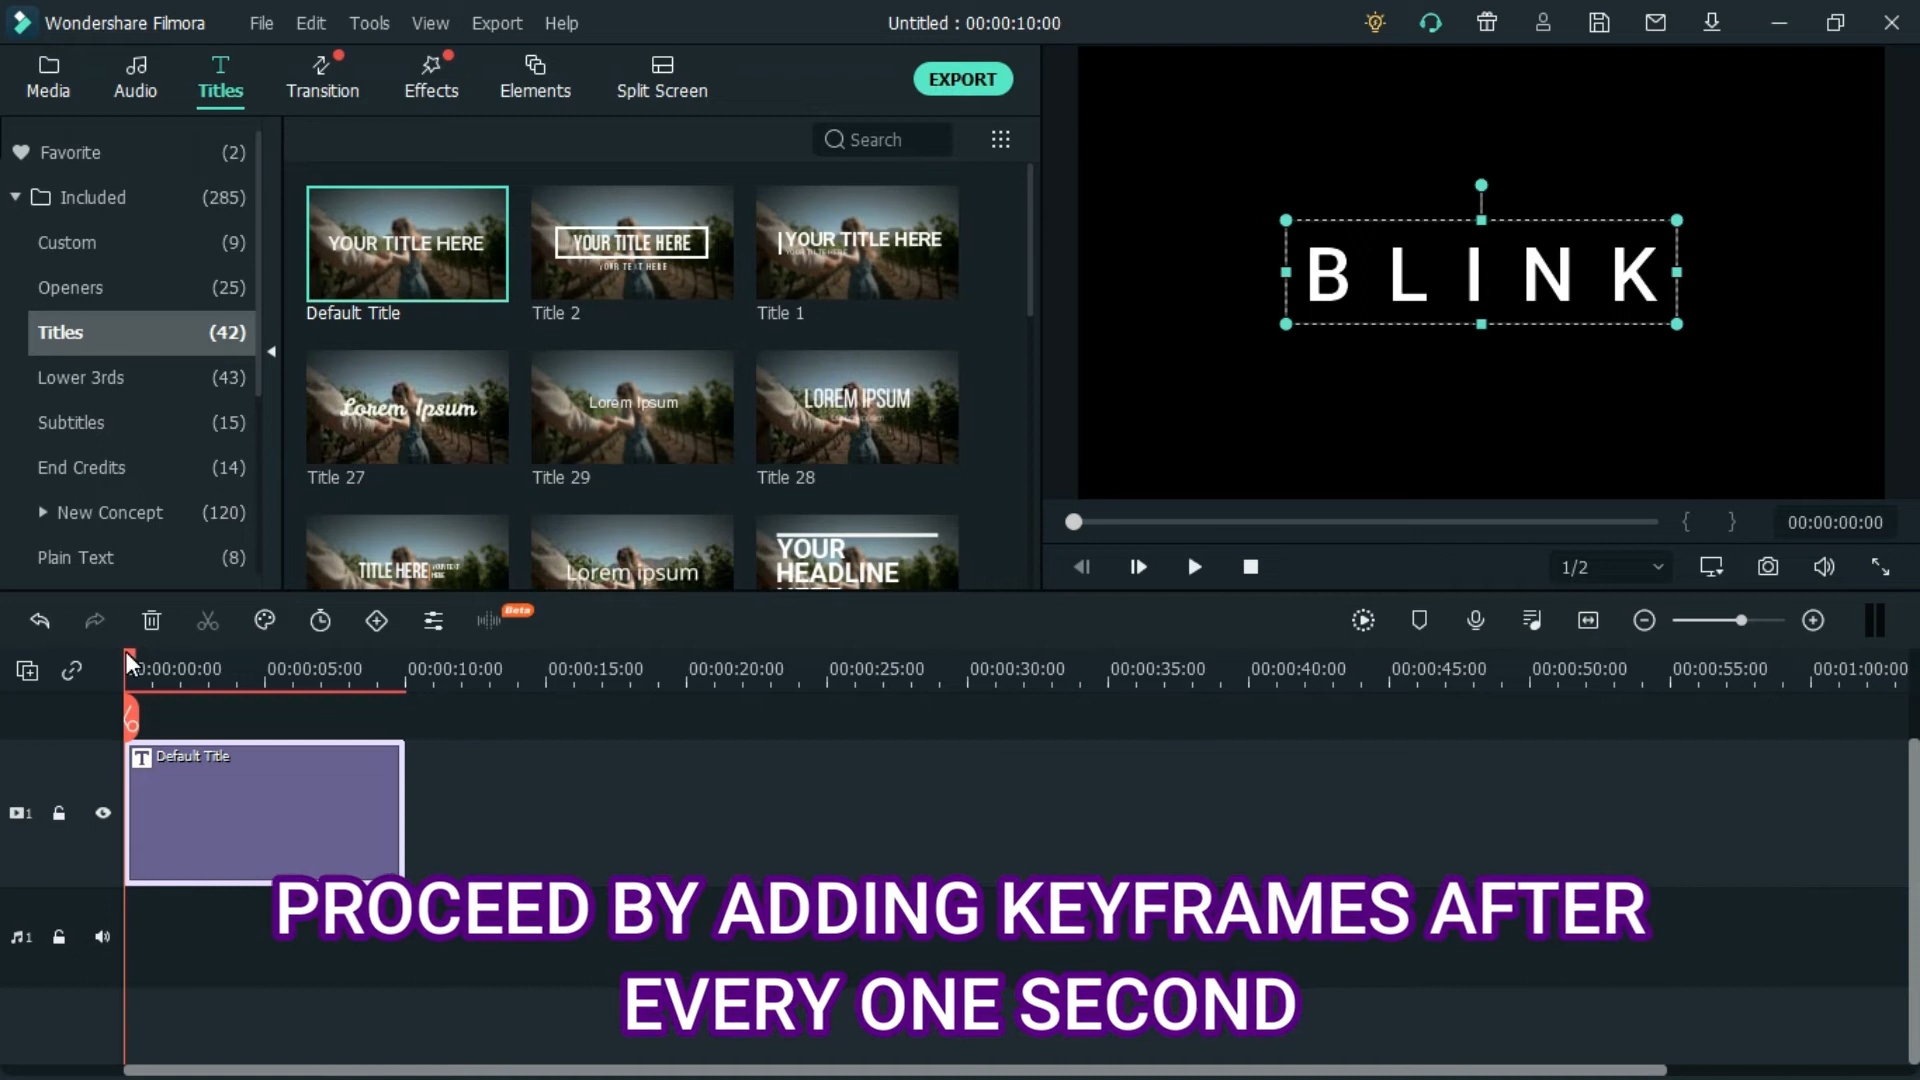 Wondershare Filmora
File
Edit
Tools
View
Export
Help
Untitled : 00:00:10:00
Media
Audio
Titles
Transition
Effects
Elements
Split Screen
EXPORT
Search
Favorite (2)
Included (285)
Custom (9)
Openers (25)
Titles (42)
Lower 3rds (43)
Subtitles (15)
End Credits (14)
New Concept (120)
Plain Text (8)
YOUR TITLE HERE
Default Title
YOUR TITLE HERE
YOUR TEXT HERE
Title 2
YOUR TITLE HERE
Title 1
Lorem Ipsum
Title 27
Lorem Ipsum
Title 29
LOREM IPSUM
Title 28
TITLE HERE
Lorem ipsum
YOUR
HEADLINE
B L I N K
00:00:00:00
1/2
Beta
0:00:00:00
00:00:05:00
00:00:10:00
00:00:15:00
00:00:20:00
00:00:25:00
00:00:30:00
00:00:35:00
00:00:40:00
00:00:45:00
00:00:50:00
00:00:55:00
00:01:00:00
T Default Title
1
1
PROCEED BY ADDING KEYFRAMES AFTER
EVERY ONE SECOND